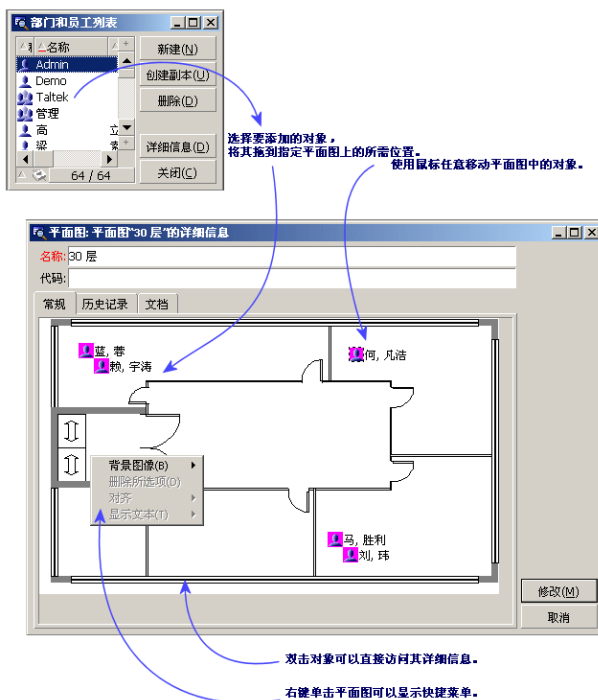 部门和员工列表
名称
Admin
Demo
Taltek
管理
高 立
梁
64 / 64
新建(N)
创建副本(U)
删除(D)
详细信息(D)
关闭(C)
选择要添加的对象，
将其拖到指定平面图上的所需位置。
使用鼠标任意移动平面图中的对象。
平面图: 平面图“30 层”的详细信息
名称: 30 层
代码:
常规 历史记录 文档
蓝, 蓉
赖, 宇涛
何, 凡洁
背景图像(B)
删除所选项(O)
对齐
显示文本(T)
马, 胜利
刘, 玮
修改(M)
取消
双击对象可以直接访问其详细信息。
右键单击平面图可以显示快捷菜单。